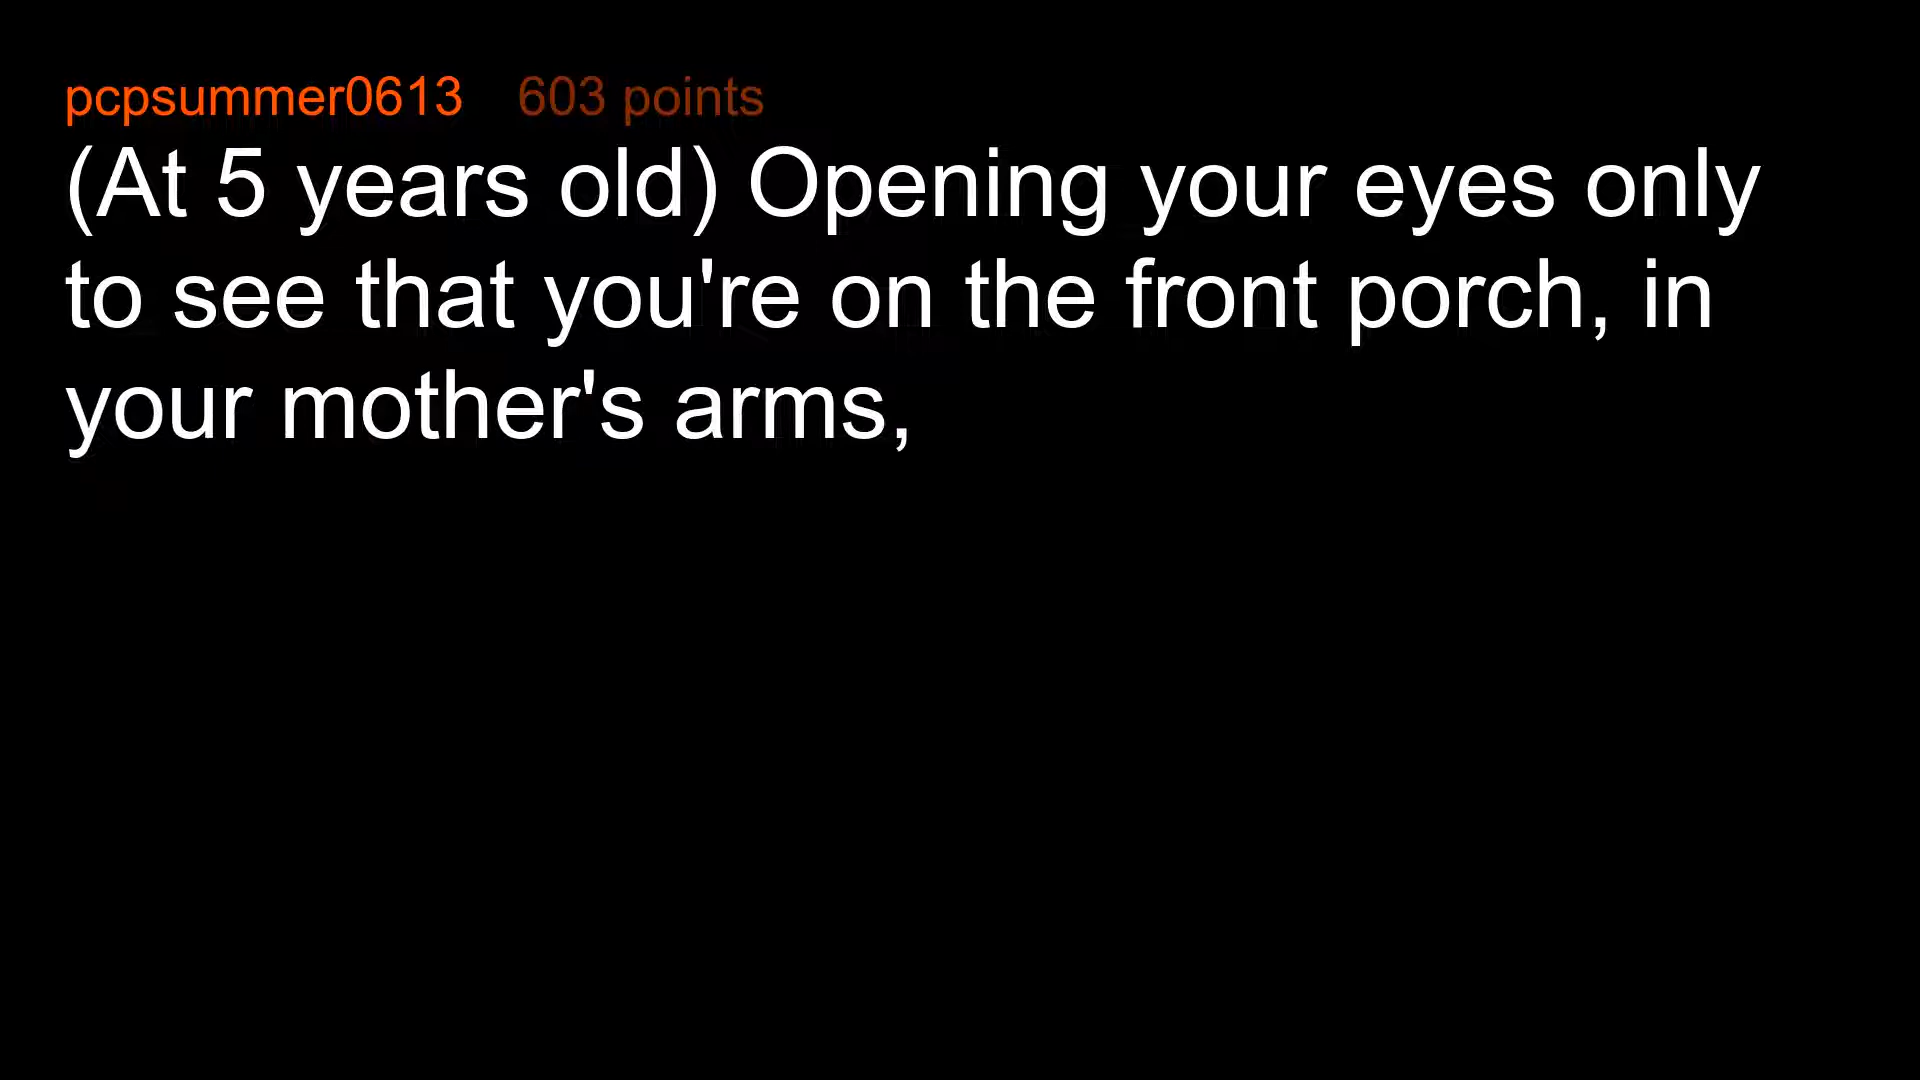 pcpsummer0613 603 points
(At 5 years old) Opening your eyes only
to see that you're on the front porch, in
your mother's arms,